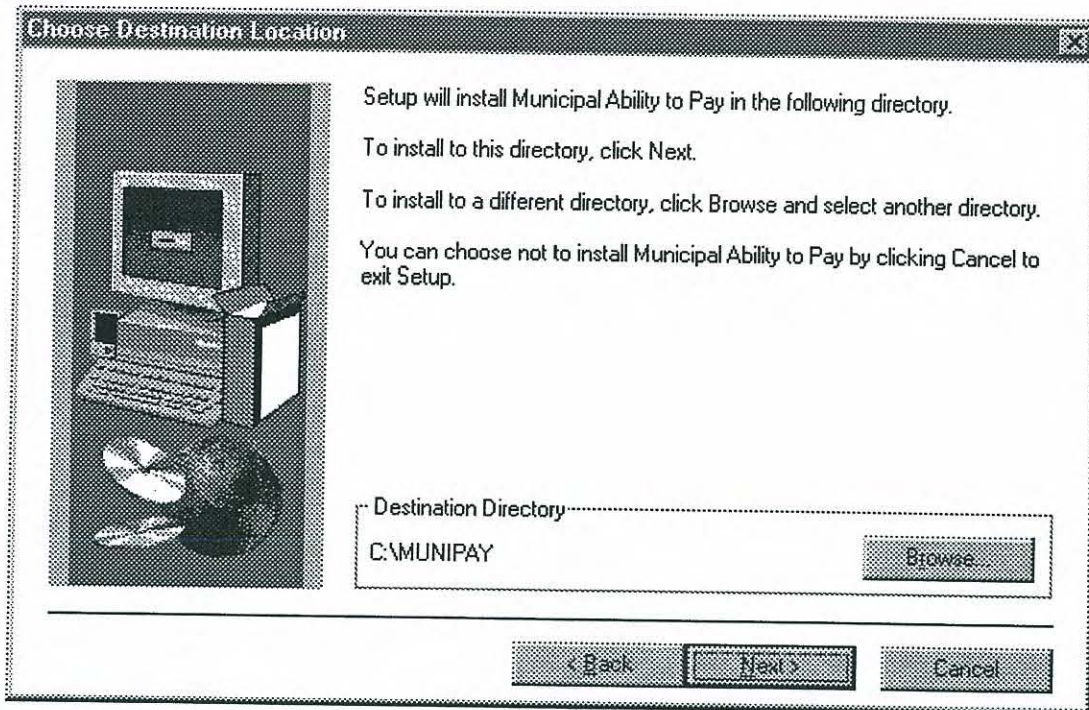 Choose Destination Location
Setup will install Municipal Ability to Pay in the following directory.
To install to this directory, click Next.
To install to a different directory, click Browse and select another directory.
You can choose not to install Municipal Ability to Pay by clicking Cancel to
exit Setup.
Destination Directory
C:\MUNIPAY
Browse...
< Back
Next >
Cancel